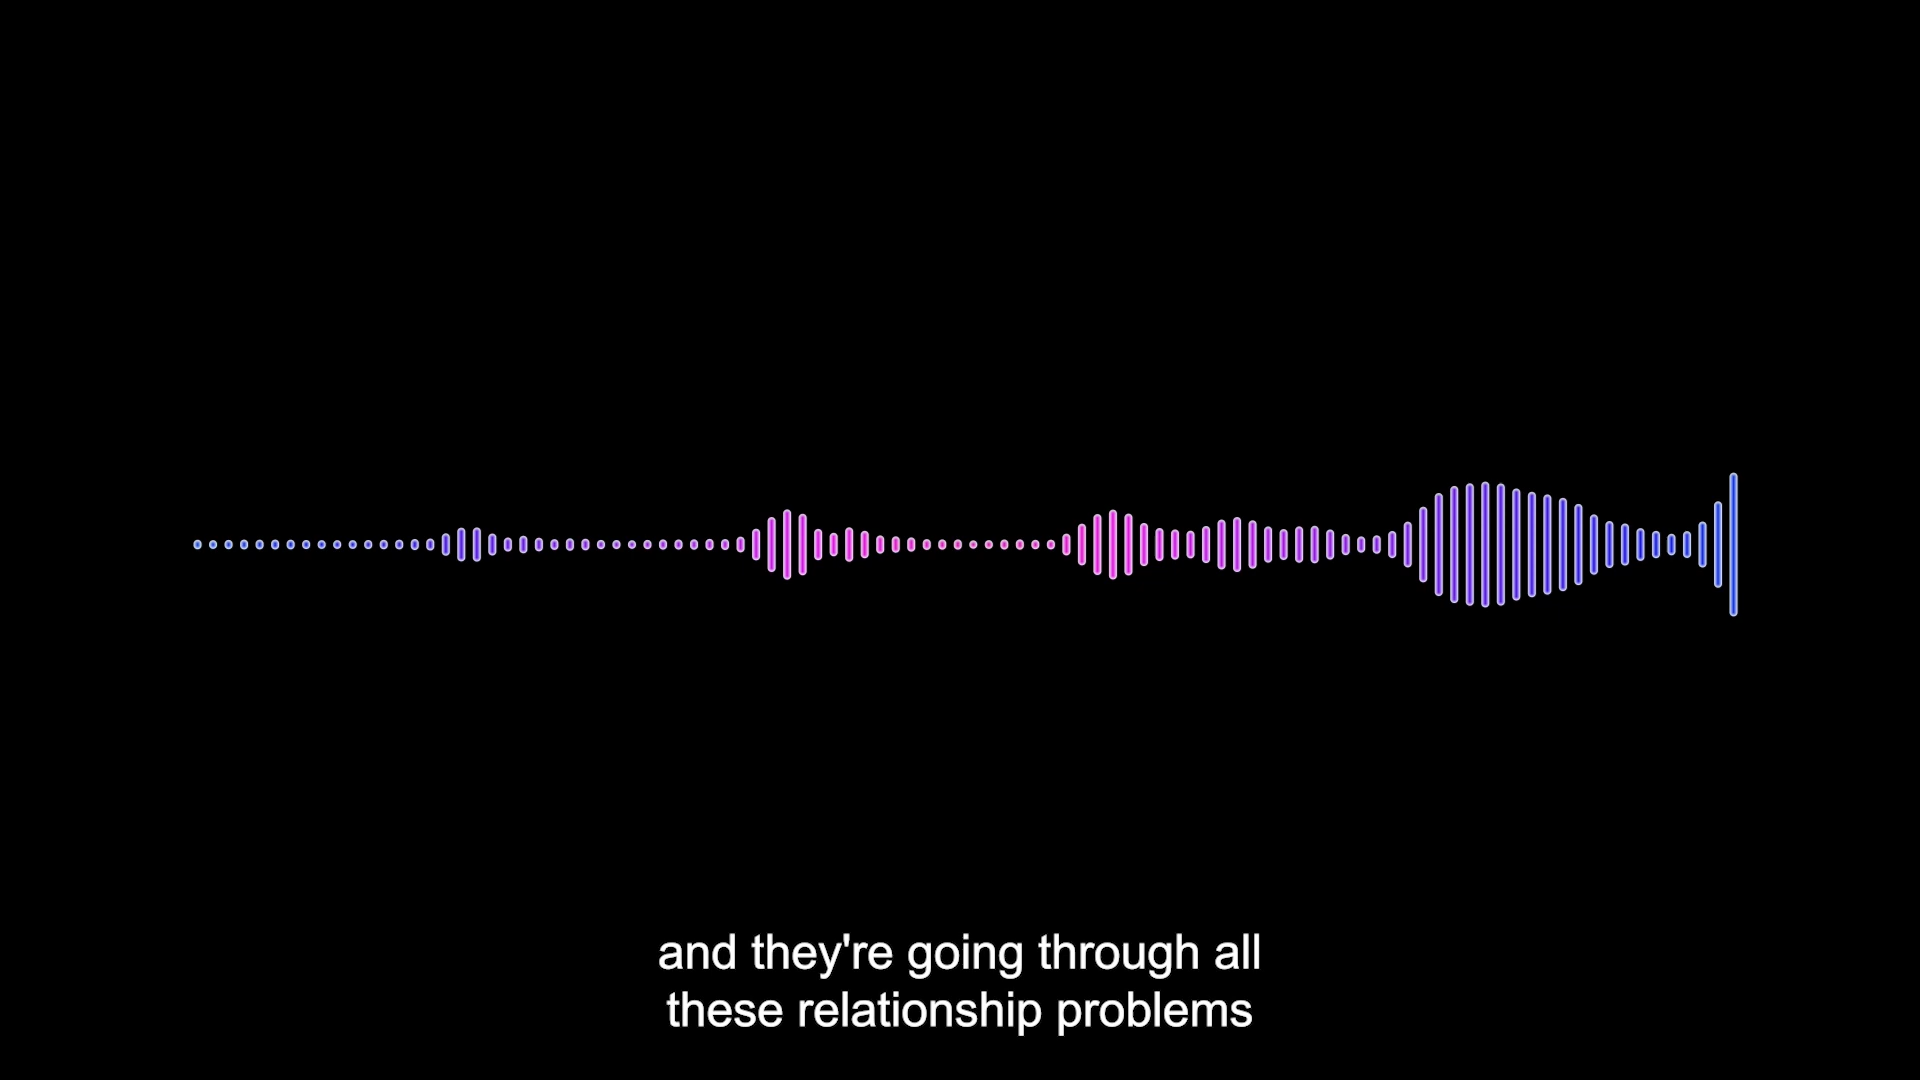 and they're going through all
these relationship problems